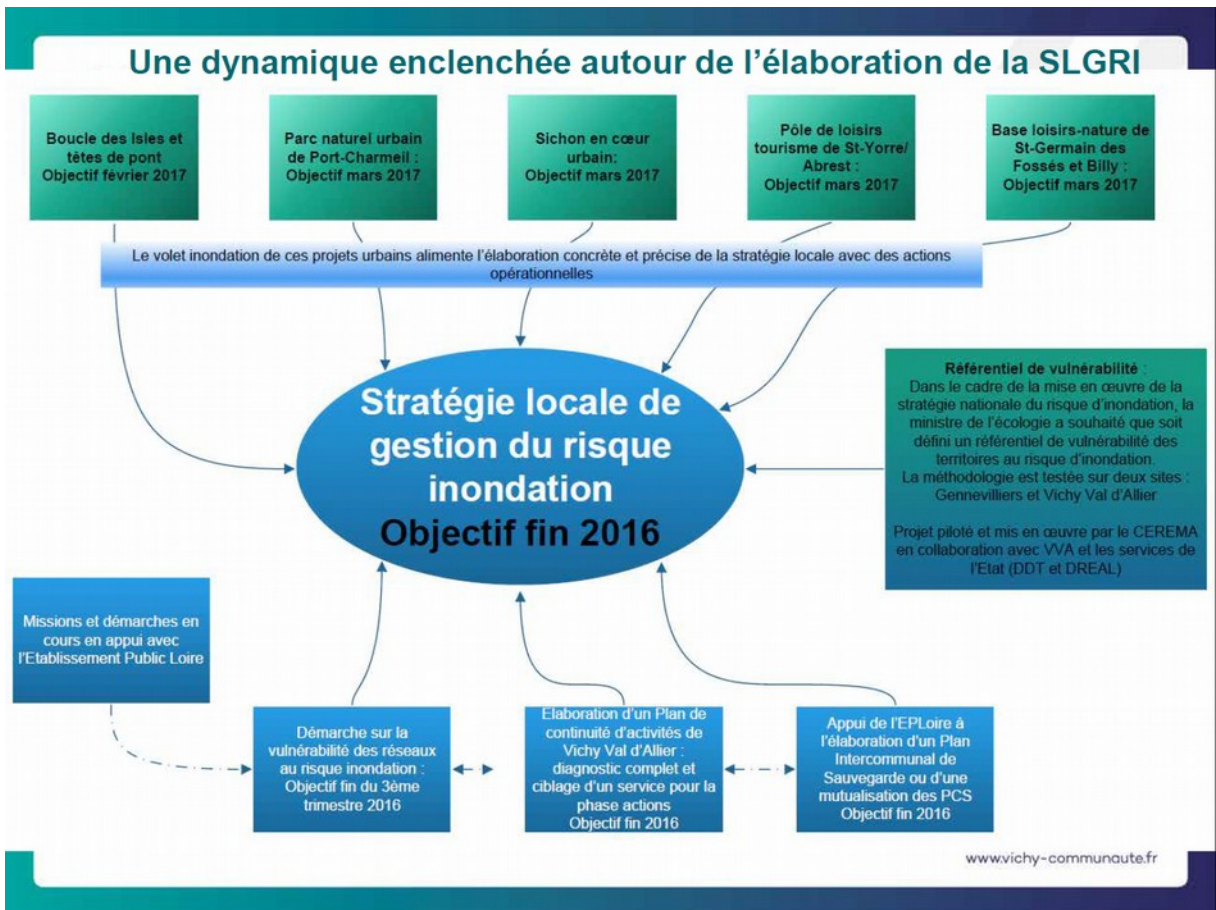 Une dynamique enclenchée autour de l'élaboration de la SLGRI
Boucle des Isles et
têtes de pont
Objectif février 2017
Parc naturel urbain
de Port-Charmeil :
Objectif mars 2017
Sichon en cœur
urbain:
Objectif mars 2017
Pôle de loisirs
tourisme de St-Yorre/
Abrest :
Objectif mars 2017
Base loisirs-nature de
St-Germain des
Fossés et Billy :
Objectif mars 2017
Le volet inondation de ces projets urbains alimente l'élaboration concrète et précise de la stratégie locale avec des actions
opérationnelles
Stratégie locale de
gestion du risque
inondation
Objectif fin 2016
Référentiel de vulnérabilité :
Dans le cadre de la mise en œuvre de la
stratégie nationale du risque d'inondation, la
ministre de l'écologie a souhaité que soit
défini un référentiel de vulnérabilité des
territoires au risque d'inondation.
La méthodologie est testée sur deux sites :
Gennevilliers et Vichy Val d'Allier
Projet piloté et mis en œuvre par le CEREMA
en collaboration avec VVA et les services de
l'Etat (DDT et DREAL)
Missions et démarches en
cours en appui avec
l'Etablissement Public Loire
Démarche sur la
vulnérabilité des réseaux
au risque inondation :
Objectif fin du 3ème
trimestre 2016
Elaboration d'un Plan de
continuité d'activités de
Vichy Val d'Allier :
diagnostic complet et
ciblage d'un service pour la
phase actions
Objectif fin 2016
Appui de l'EPLoire à
l'élaboration d'un Plan
Intercommunal de
Sauvegarde ou d'une
mutualisation des PCS
Objectif fin 2016
www.vichy-communaute.fr